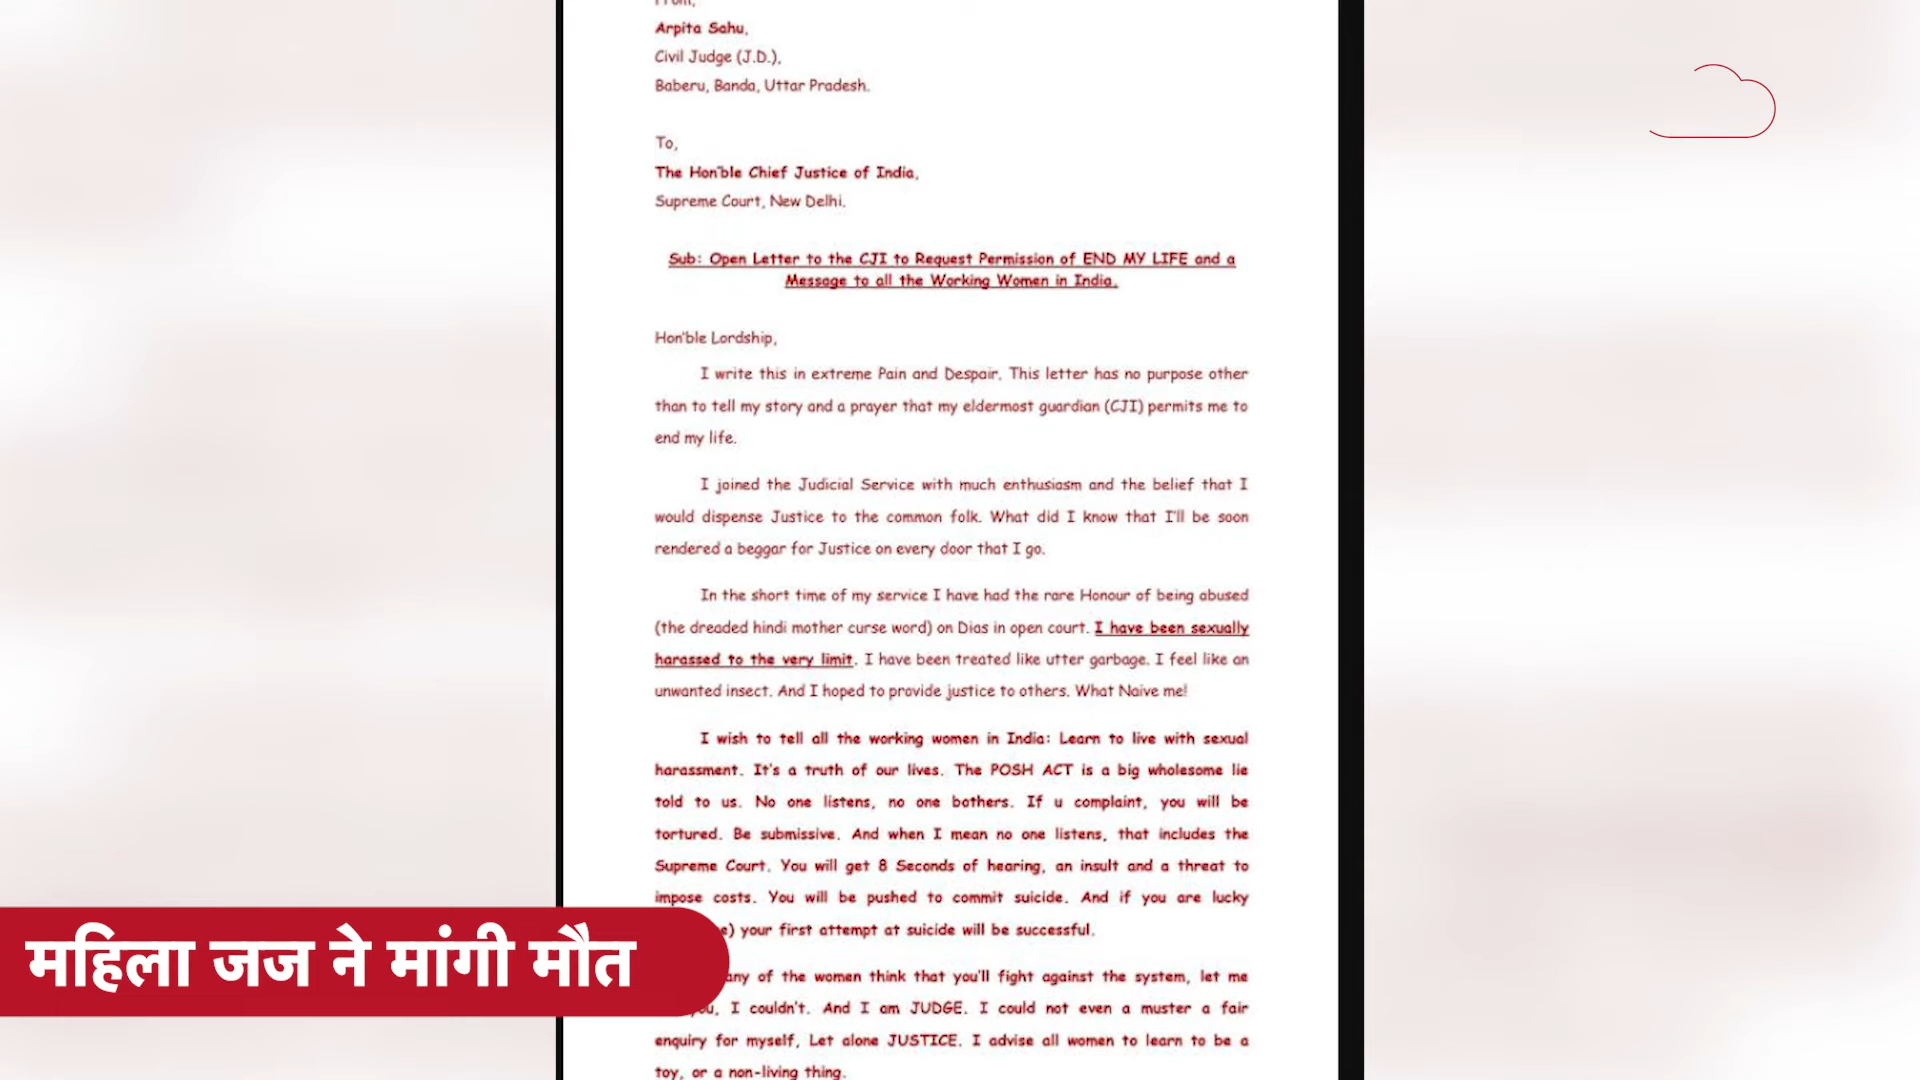 From,
Arpita Sahu,
Civil Judge (J.D.),
Baberu, Banda, Uttar Pradesh.
To,
The Hon'ble Chief Justice of India,
Supreme Court, New Delhi.
Sub: Open Letter to the CJI to Request Permission of END MY LIFE and a
Message to all the Working Women in India.
Hon'ble Lordship,
I write this in extreme Pain and Despair. This letter has no purpose other
than to tell my story and a prayer that my eldermost guardian (CJI) permits me to
end my life.
I joined the Judicial Service with much enthusiasm and the belief that I
would dispense Justice to the common folk. What did I know that I'll be soon
rendered a beggar for Justice on every door that I go.
In the short time of my service I have had the rare Honour of being abused
(the dreaded hindi mother curse word) on Dias in open court. I have been sexually
harassed to the very limit. I have been treated like utter garbage. I feel like an
unwanted insect. And I hoped to provide justice to others. What Naive me!
I wish to tell all the working women in India: Learn to live with sexual
harassment. It's a truth of our lives. The POSH ACT is a big wholesome lie
told to us. No one listens, no one bothers. If u complaint, you will be
tortured. Be submissive. And when I mean no one listens, that includes the
Supreme Court. You will get 8 Seconds of hearing, an insult and a threat to
impose costs. You will be pushed to commit suicide. And if you are lucky
your first attempt at suicide will be successful.
any of the women think that you'll fight against the system, let me
I couldn't. And I am JUDGE. I could not even a muster a fair
enquiry for myself, Let alone JUSTICE. I advise all women to learn to be a
toy, or a non-living thing.
महिला जज ने मांगी मौत